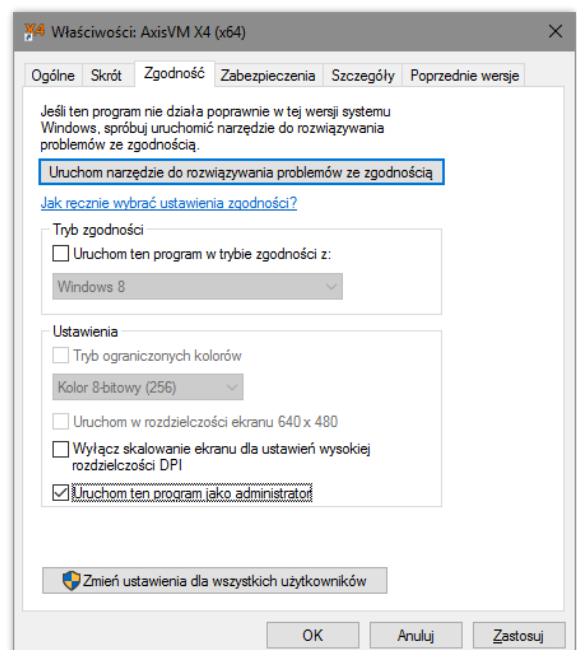 X4 Właściwości: AxisVM X4 (x64)
Ogólne Skrót Zgodność Zabezpieczenia Szczegóły Poprzednie wersje
Jeśli ten program nie działa poprawnie w tej wersji systemu
Windows, spróbuj uruchomić narzędzie do rozwiązywania
problemów ze zgodnością.
Uruchom narzędzie do rozwiązywania problemów ze zgodnością
Jak ręcznie wybrać ustawienia zgodności?
Tryb zgodności
Uruchom ten program w trybie zgodności z:
Windows 8
Ustawienia
Tryb ograniczonych kolorów
Kolor 8-bitowy (256)
Uruchom w rozdzielczości ekranu 640 x 480
Wyłącz skalowanie ekranu dla ustawień wysokiej
rozdzielczości DPI
Uruchom ten program jako administrator
Zmień ustawienia dla wszystkich użytkowników
OK Anuluj Zastosuj